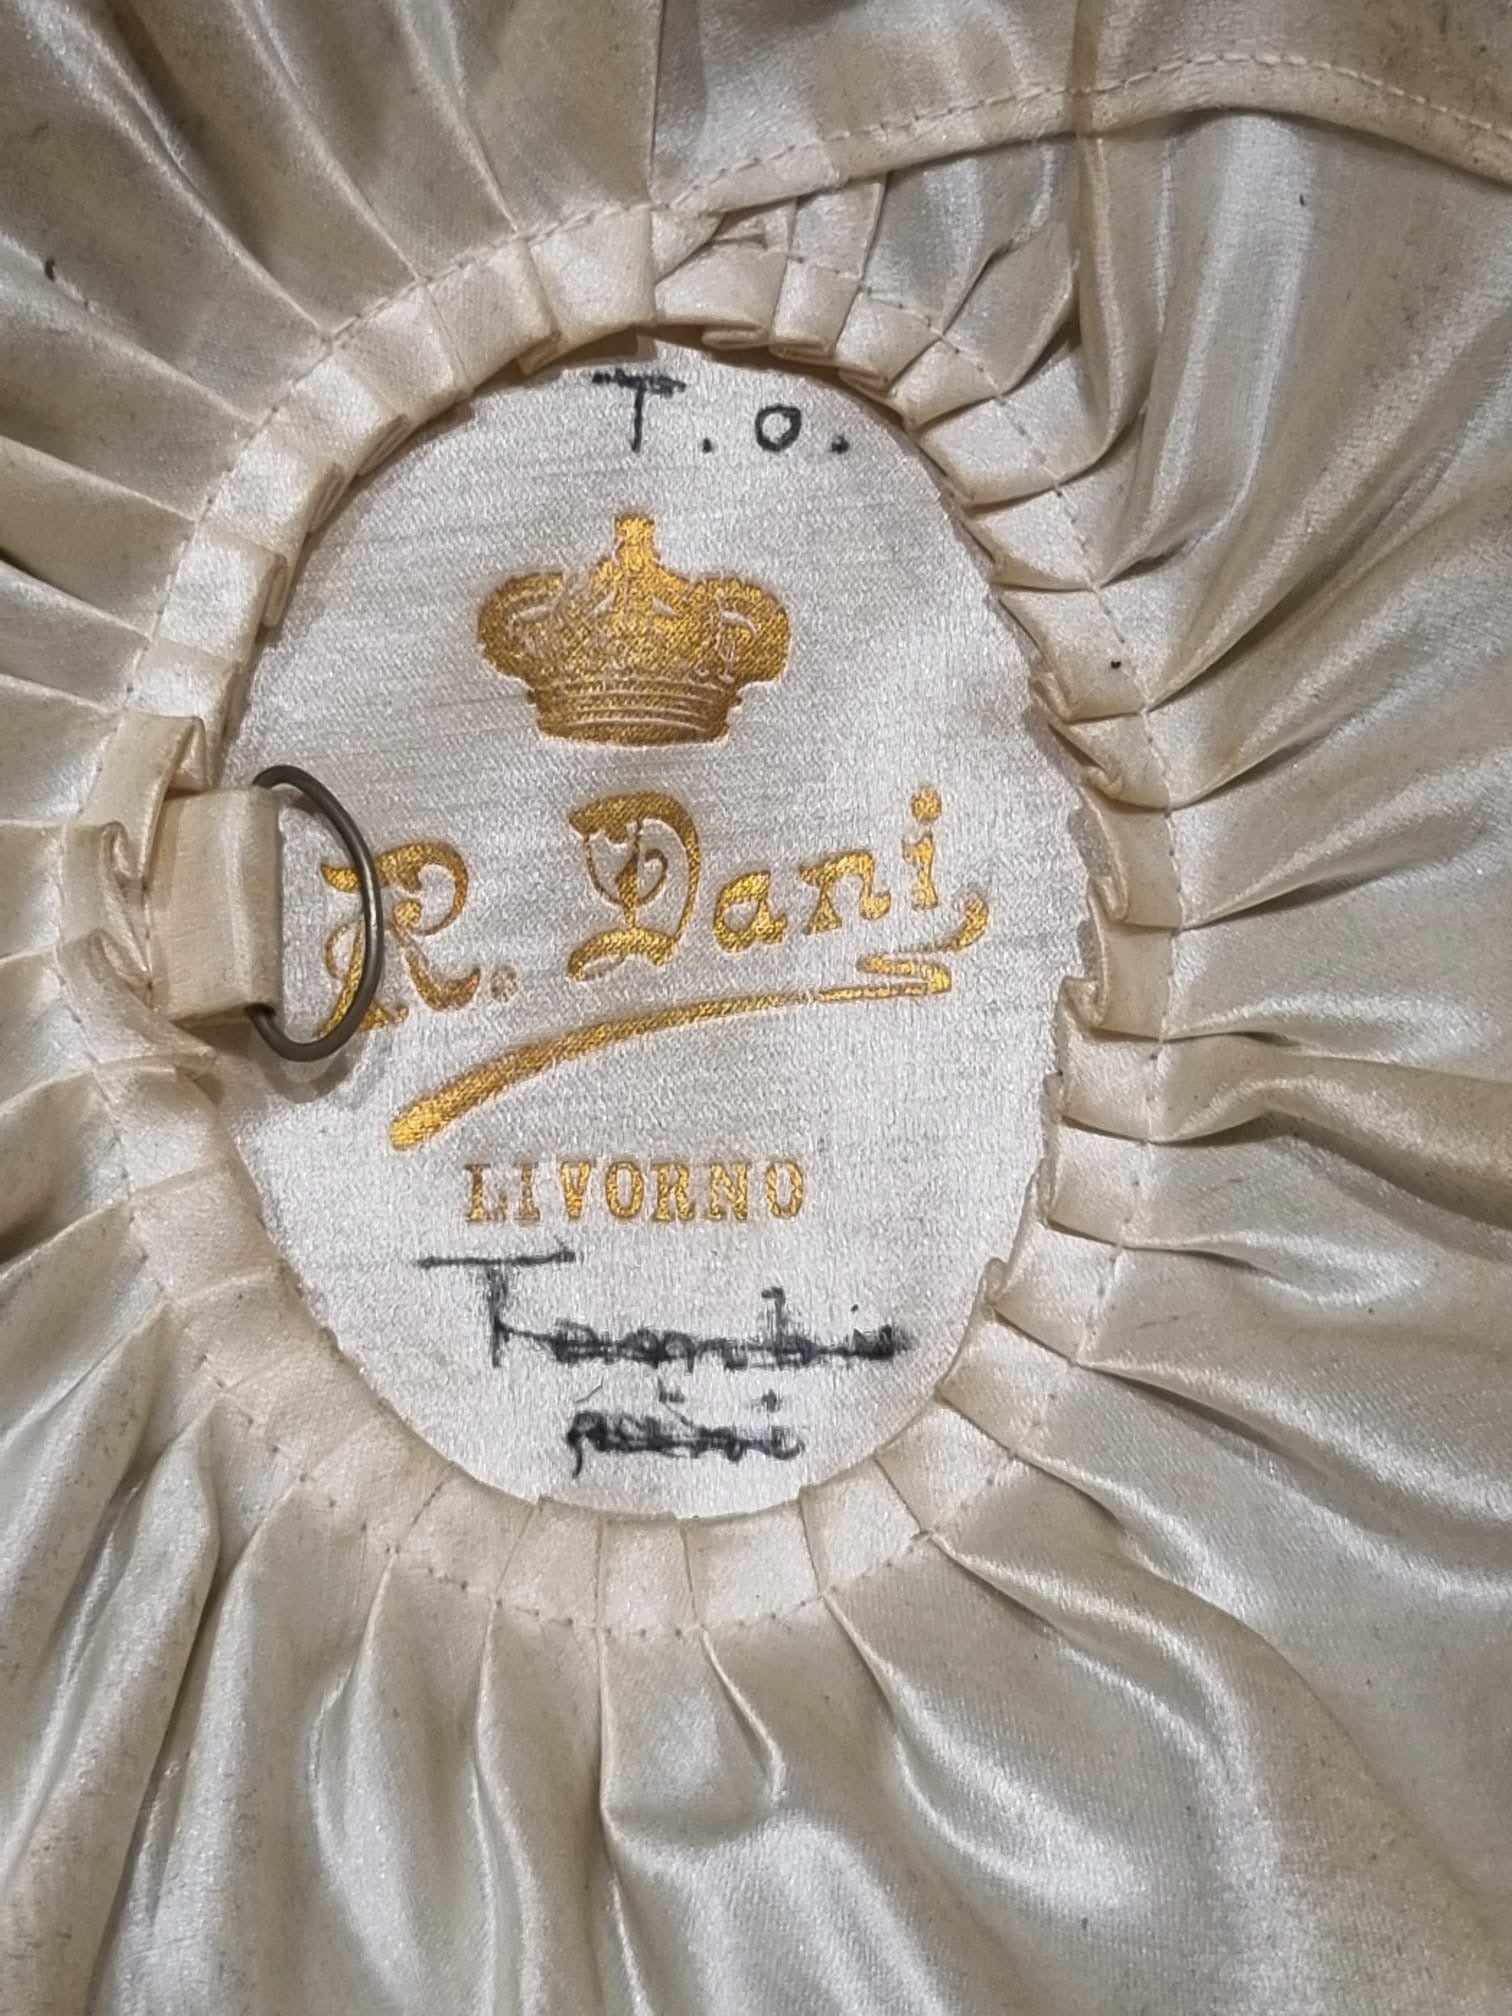 T. O.
R. Dani
LIVORNO